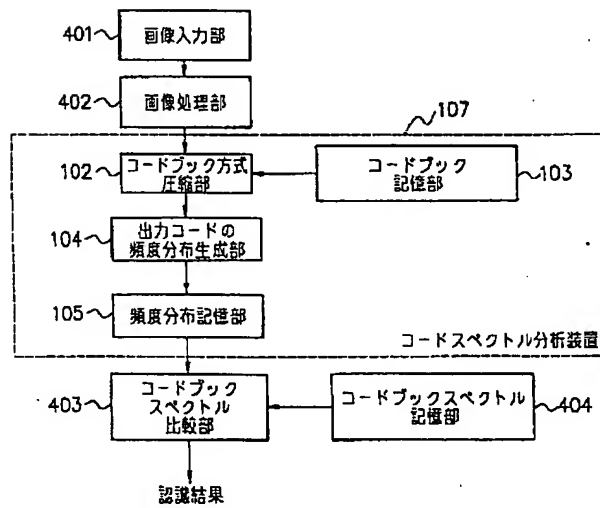 401
画像入力部
402
画像処理部
107
102
コードブック方式
圧縮部
コードブック
記憶部
103
104
出力コードの
頻度分布生成部
105
頻度分布記憶部
コードスペクトル分析装置
403
コードブック
スペクトル
比較部
コードブックスペクトル
記憶部
404
認識結果